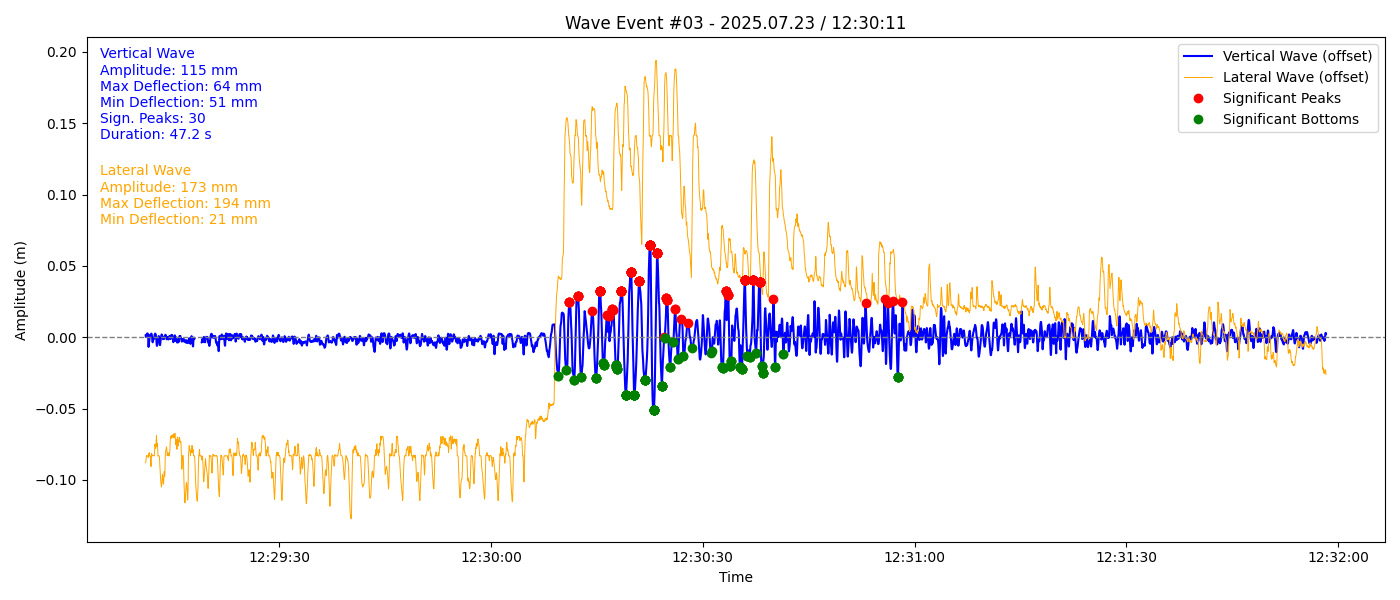 Wave Event #03 - 2025.07.23 / 12:30:11
Vertical Wave
Amplitude: 115 mm
Max Deflection: 64 mm
Min Deflection: 51 mm
Sign. Peaks: 30
Duration: 47.2 s
Lateral Wave
Amplitude: 173 mm
Max Deflection: 194 mm
Min Deflection: 21 mm
Vertical Wave (offset)
Lateral Wave (offset)
Significant Peaks
Significant Bottoms
Amplitude (m)
0.20
0.15
0.10
0.05
0.00
−0.05
−0.10
12:29:30
12:30:00
12:30:30
12:31:00
12:31:30
12:32:00
Time